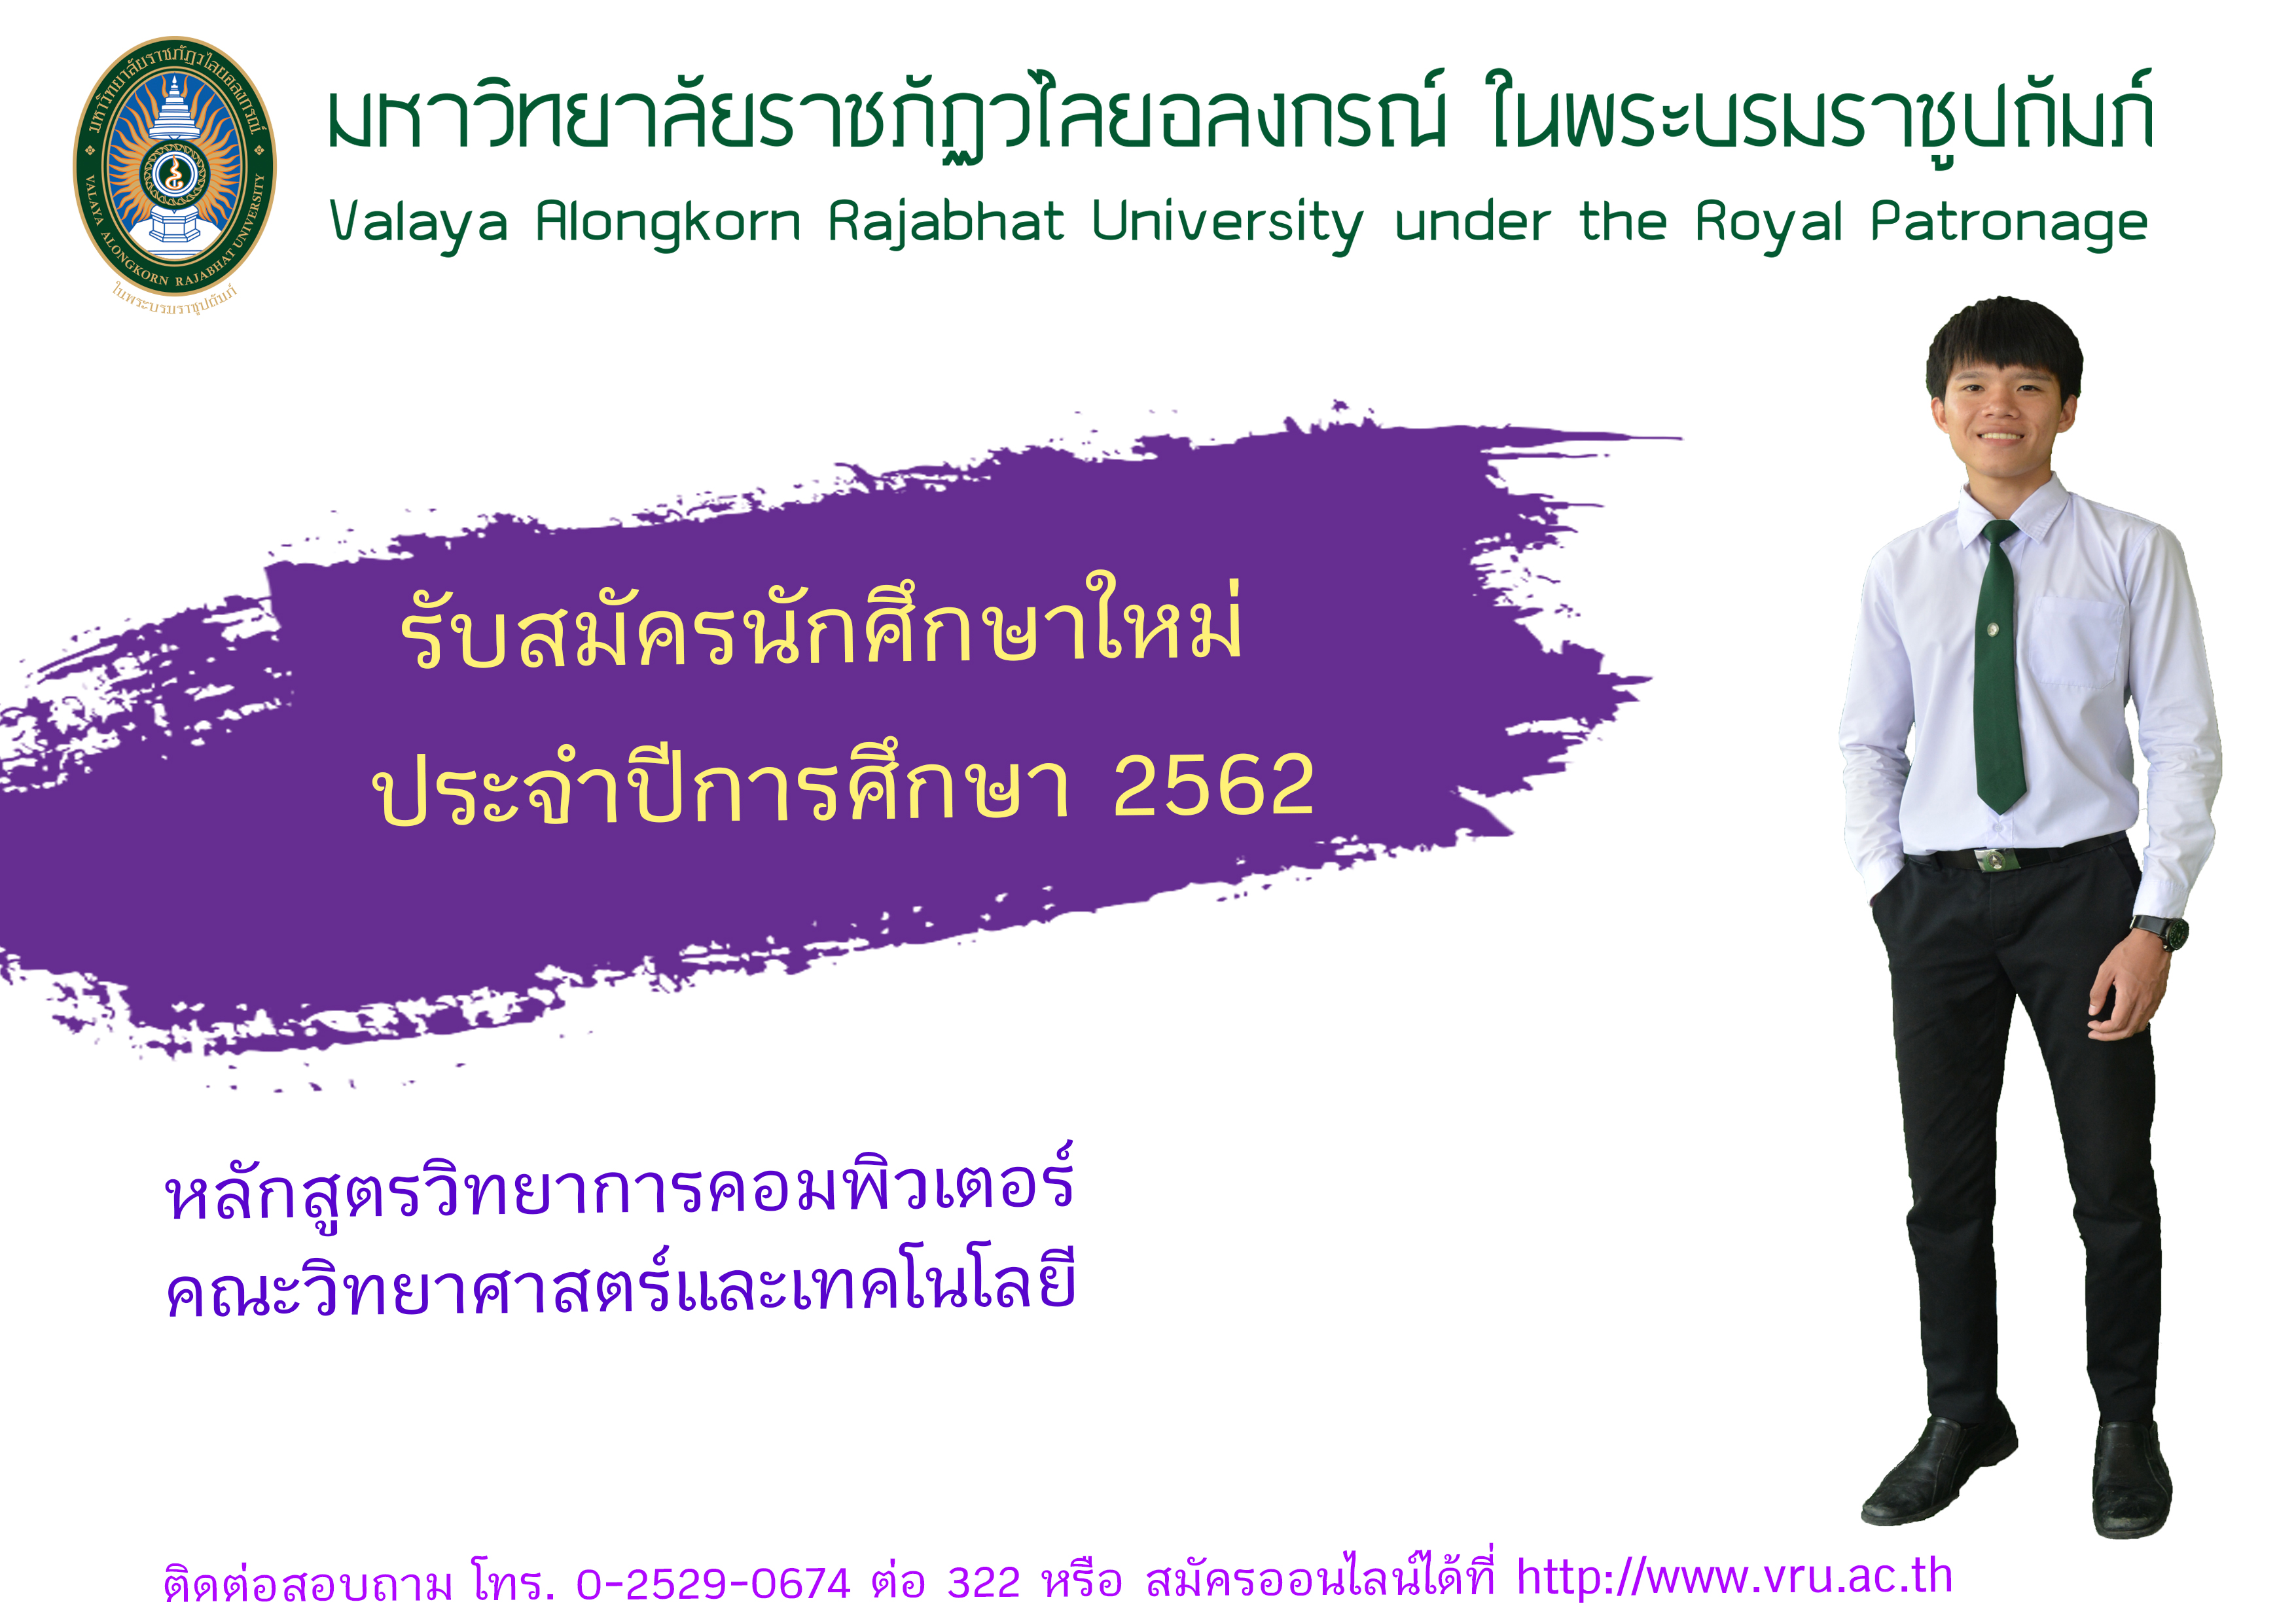 มหาวิทยาลัยราชภัฏวไลยอลงกรณ์ ในพระบรมราชูปถัมภ์
Valaya Alongkorn Rajabhat University under the Royal Patronage
มหาวิทยาลัยราชภัฏวไลยอลงกรณ์
VALAYA ALONGKORN RAJABHAT UNIVERSITY
ในพระบรมราชูปถัมภ์
รับสมัครนักศึกษาใหม่
ประจำปีการศึกษา 2562
หลักสูตรวิทยาการคอมพิวเตอร์
คณะวิทยาศาสตร์และเทคโนโลยี
ติดต่อสอบถาม โทร. 0-2529-0674 ต่อ 322 หรือ สมัครออนไลน์ได้ที่ http://www.vru.ac.th